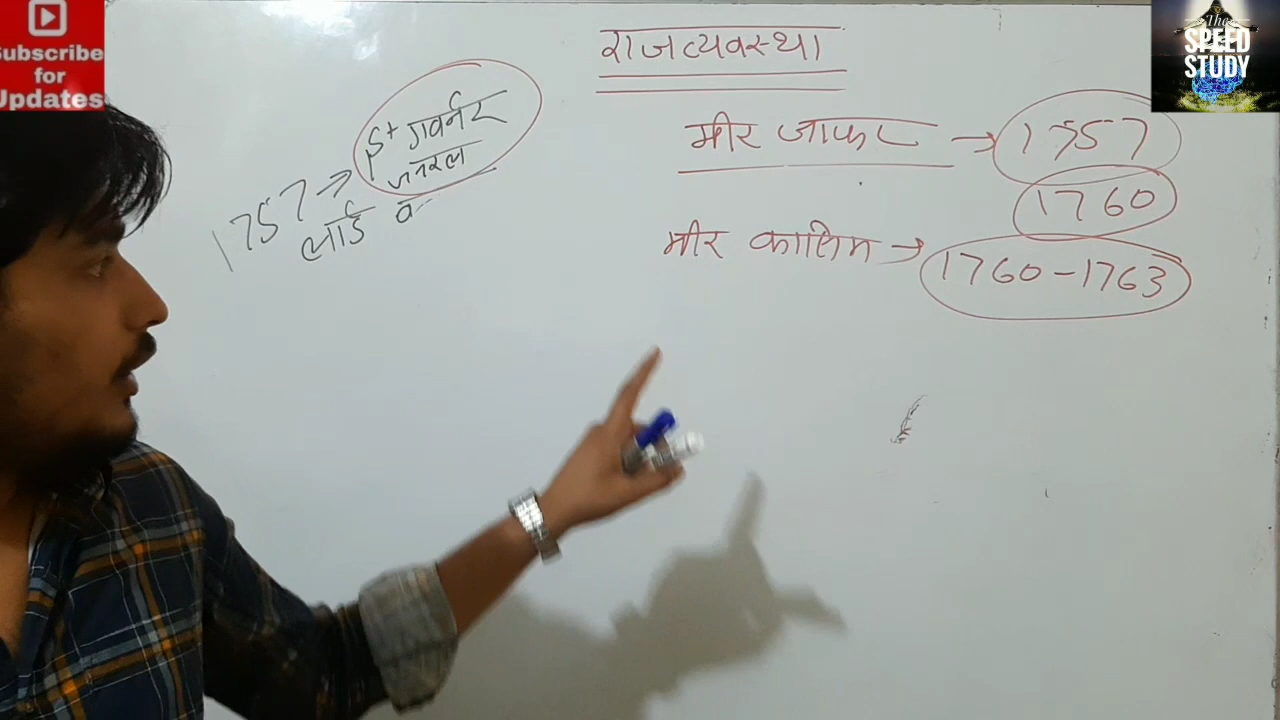 Subscribe
for
Updates
The
SPEED
STUDY
राजव्यवस्था
मीर जाफर → 1757
1760
मीर कासिम → 1760-1763
1757 → 1st गवर्नर
जनरल
लॉर्ड क